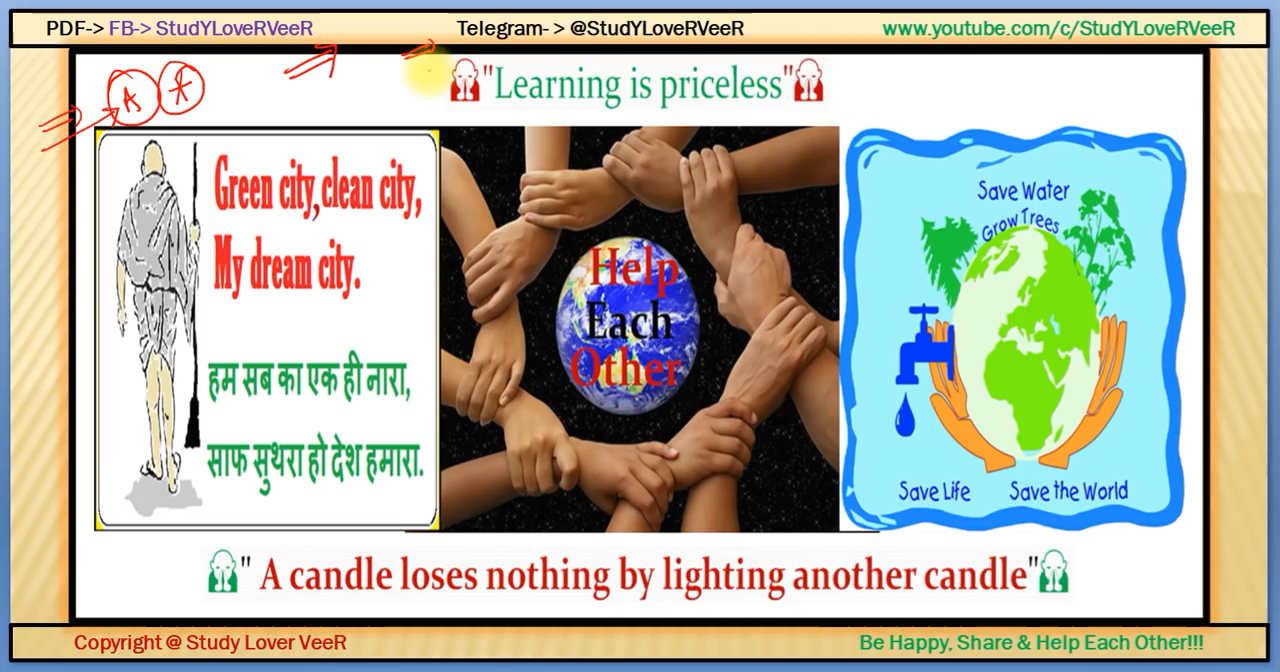 PDF-> FB-> StudYLoveRVeeR
Telegram- > @StudYLoveRVeeR
www.youtube.com/c/StudYLoveRVeeR
A
"Learning is priceless"
Green city, clean city,
My dream city.
हम सब का एक ही नारा,
साफ सुथरा हो देश हमारा.
Help
Each
Other
Save Water
Grow Trees
Save Life
Save the World
" A candle loses nothing by lighting another candle"
Copyright @ Study Lover VeeR
Be Happy, Share & Help Each Other!!!